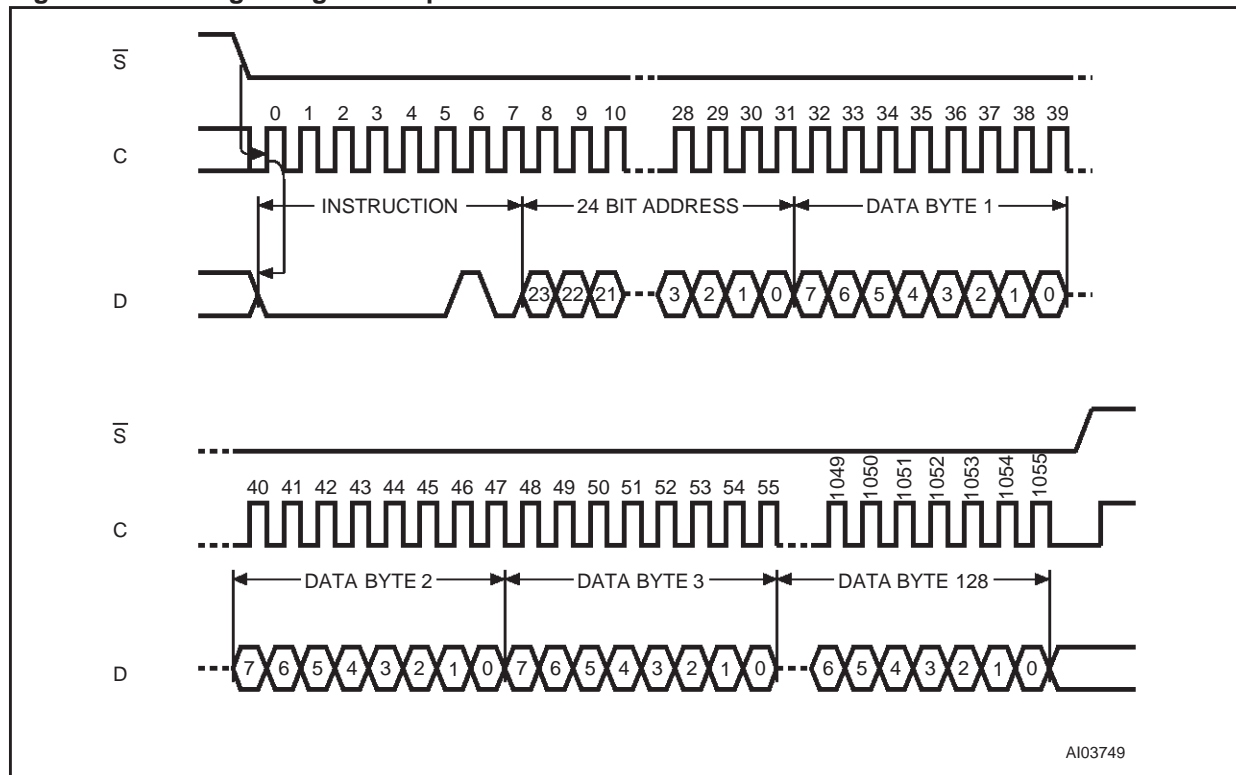 S
0 1 2 3 4 5 6 7 8 9 10 28 29 30 31 32 33 34 35 36 37 38 39
C
INSTRUCTION 24 BIT ADDRESS DATA BYTE 1
D 23 22 21 3 2 1 0 7 6 5 4 3 2 1 0
S
40 41 42 43 44 45 46 47 48 49 50 51 52 53 54 55 1049 1050 1051 1052 1053 1054 1055
C
DATA BYTE 2 DATA BYTE 3 DATA BYTE 128
D 7 6 5 4 3 2 1 0 7 6 5 4 3 2 1 0 6 5 4 3 2 1 0
AI03749